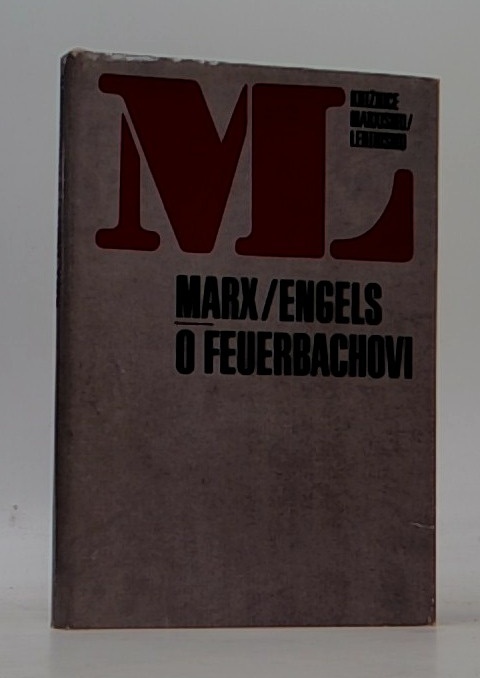 ML
KNIŽNICE
MARXISMU/
LENINISMU
MARX/ENGELS
O FEUERBACHOVI